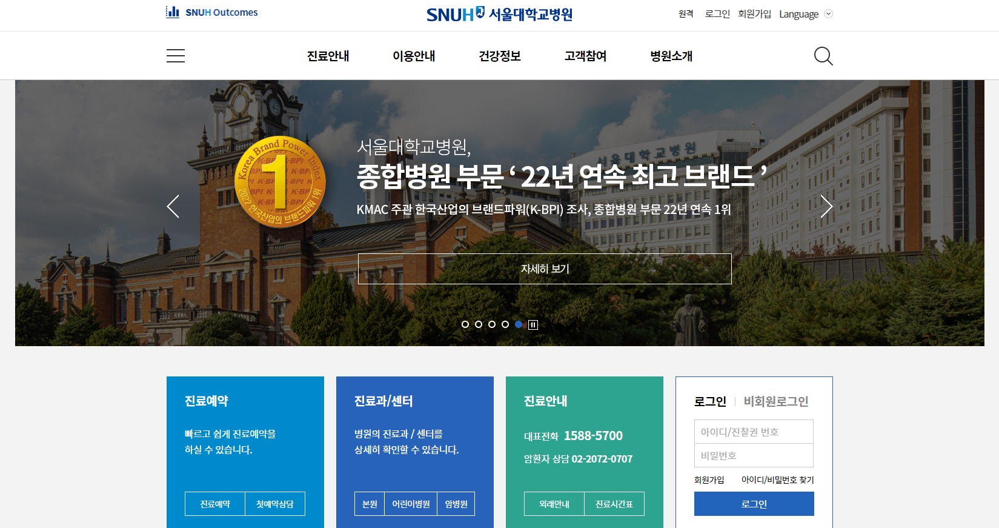 SNUH Outcomes
SNUH 서울대학교병원
원격 로그인 회원가입 Language
진료안내 이용안내 건강정보 고객참여 병원소개
Korea Brand Power Index
K·BPI
1
2022 한국산업의 브랜드파워 1위
서울대학교병원
서울대학교병원,
종합병원 부문 ‘ 22년 연속 최고 브랜드 ’
KMAC 주관 한국산업의 브랜드파워(K-BPI) 조사, 종합병원 부문 22년 연속 1위
자세히 보기
진료예약
빠르고 쉽게 진료예약을
하실 수 있습니다.
진료예약 첫예약상담
진료과/센터
병원의 진료과 / 센터를
상세히 확인할 수 있습니다.
본원 어린이병원 암병원
진료안내
대표전화 1588-5700
암환자 상담 02-2072-0707
외래안내 진료시간표
로그인 비회원로그인
아이디/진찰권 번호
비밀번호
회원가입 아이디/비밀번호 찾기
로그인